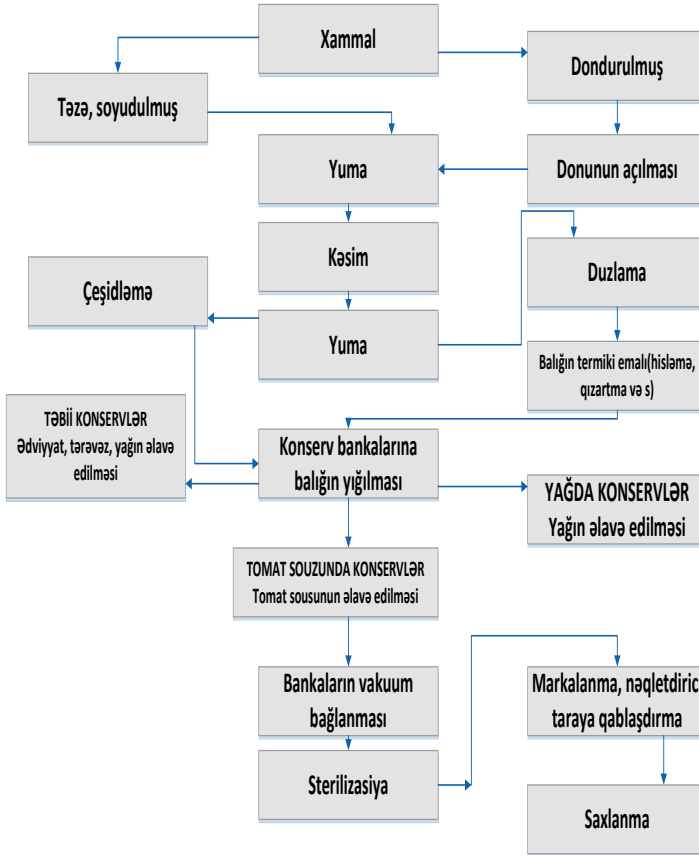 Xammal
Dondurulmuş
Təzə, soyudulmuş
Yuma
Donunun açılması
Kəsim
Duzlama
Çeşidləmə
Yuma
Balığın termiki emalı(hisləmə,
qızartma və s)
TƏBİİ KONSERVLƏR
Ədviyyat, tərəvəz, yağın əlavə
edilməsi
Konserv bankalarına
balığın yığılması
YAĞDA KONSERVLƏR
Yağın əlavə edilməsi
TOMAT SOUZUNDA KONSERVLƏR
Tomat sousunun əlavə edilməsi
Bankaların vakuum
bağlanması
Markalanma, nəqletdiric
taraya qablaşdırma
Sterilizasiya
Saxlanma